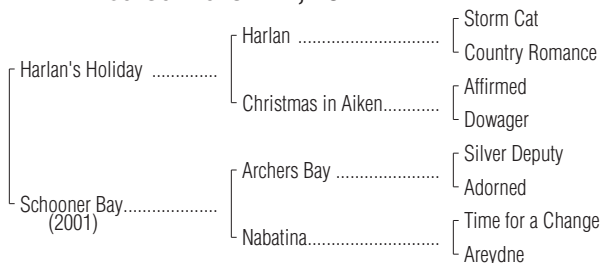 Harlan's Holiday .............
Schooner Bay...................
(2001)
Harlan ............................
Christmas in Aiken...........
Archers Bay ....................
Nabatina..........................
Storm Cat
Country Romance
Affirmed
Dowager
Silver Deputy
Adorned
Time for a Change
Areydne